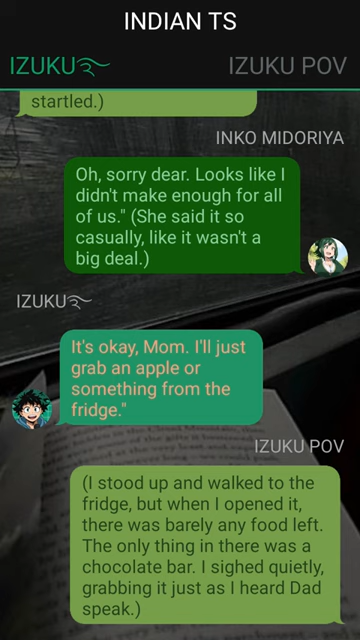 INDIAN TS
IZUKU࿐
IZUKU POV
startled.)
INKO MIDORIYA
Oh, sorry dear. Looks like I
didn't make enough for all
of us." (She said it so
casually, like it wasn't a
big deal.)
IZUKU࿐
It's okay, Mom. I'll just
grab an apple or
something from the
fridge."
IZUKU POV
(I stood up and walked to the
fridge, but when I opened it,
there was barely any food left.
The only thing in there was a
chocolate bar. I sighed quietly,
grabbing it just as I heard Dad
speak.)